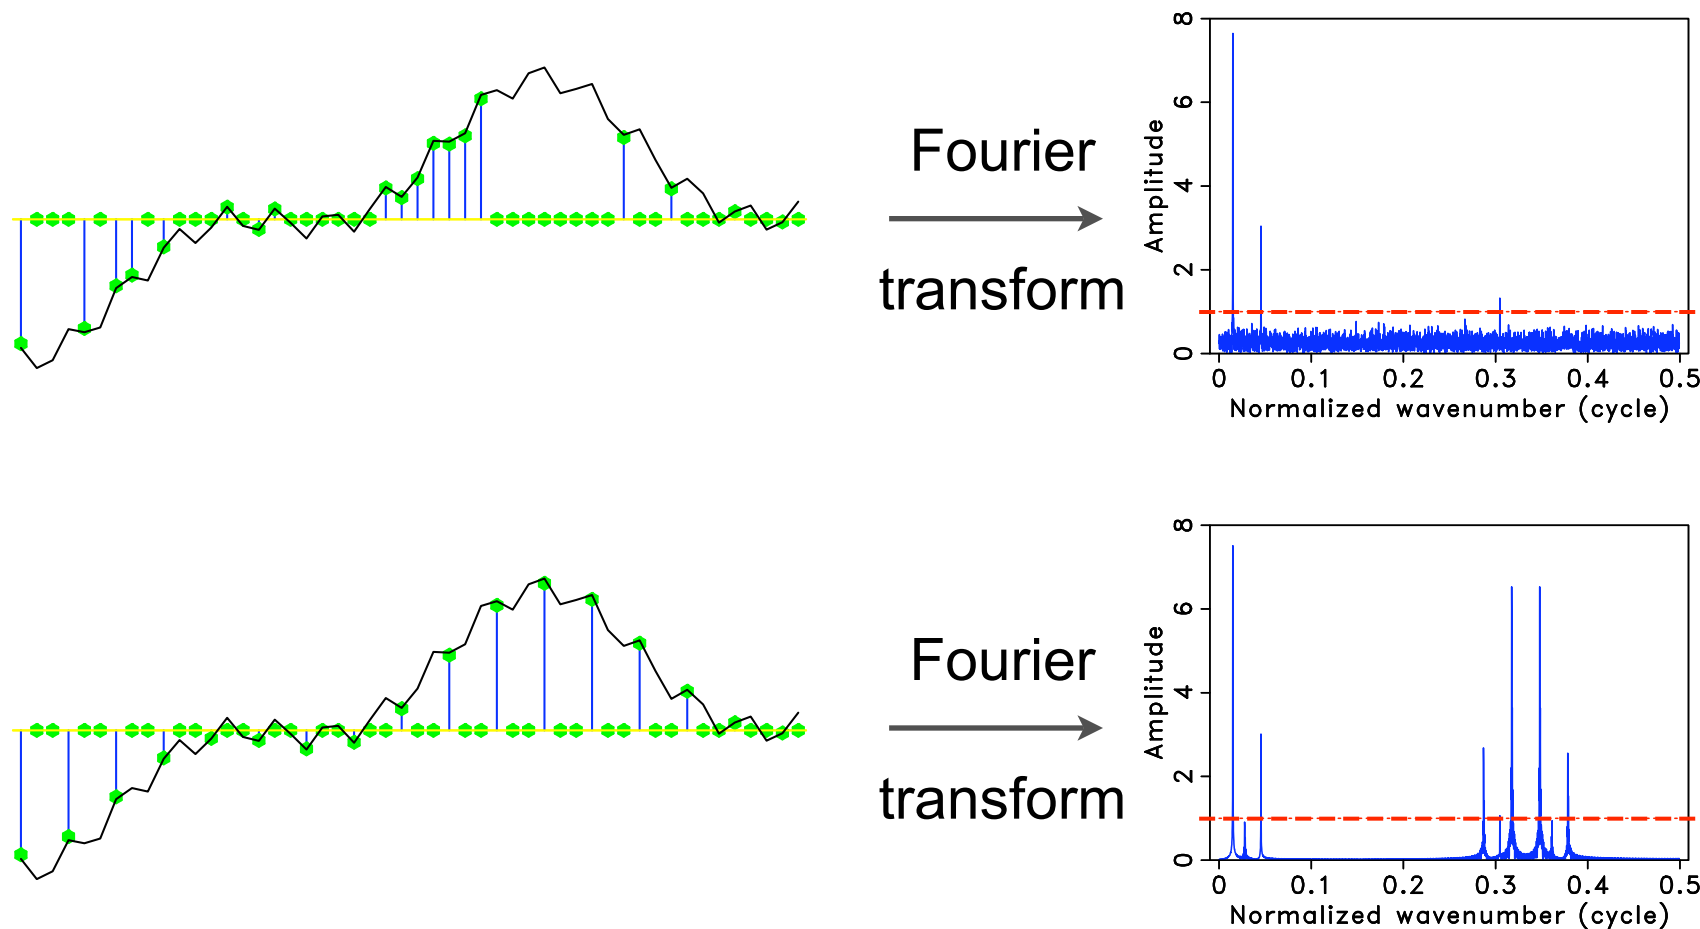 Fourier
transform
8
6
4
2
0
Amplitude
0 0.1 0.2 0.3 0.4 0.5
Normalized wavenumber (cycle)
Fourier
transform
8
6
4
2
0
Amplitude
0 0.1 0.2 0.3 0.4 0.5
Normalized wavenumber (cycle)